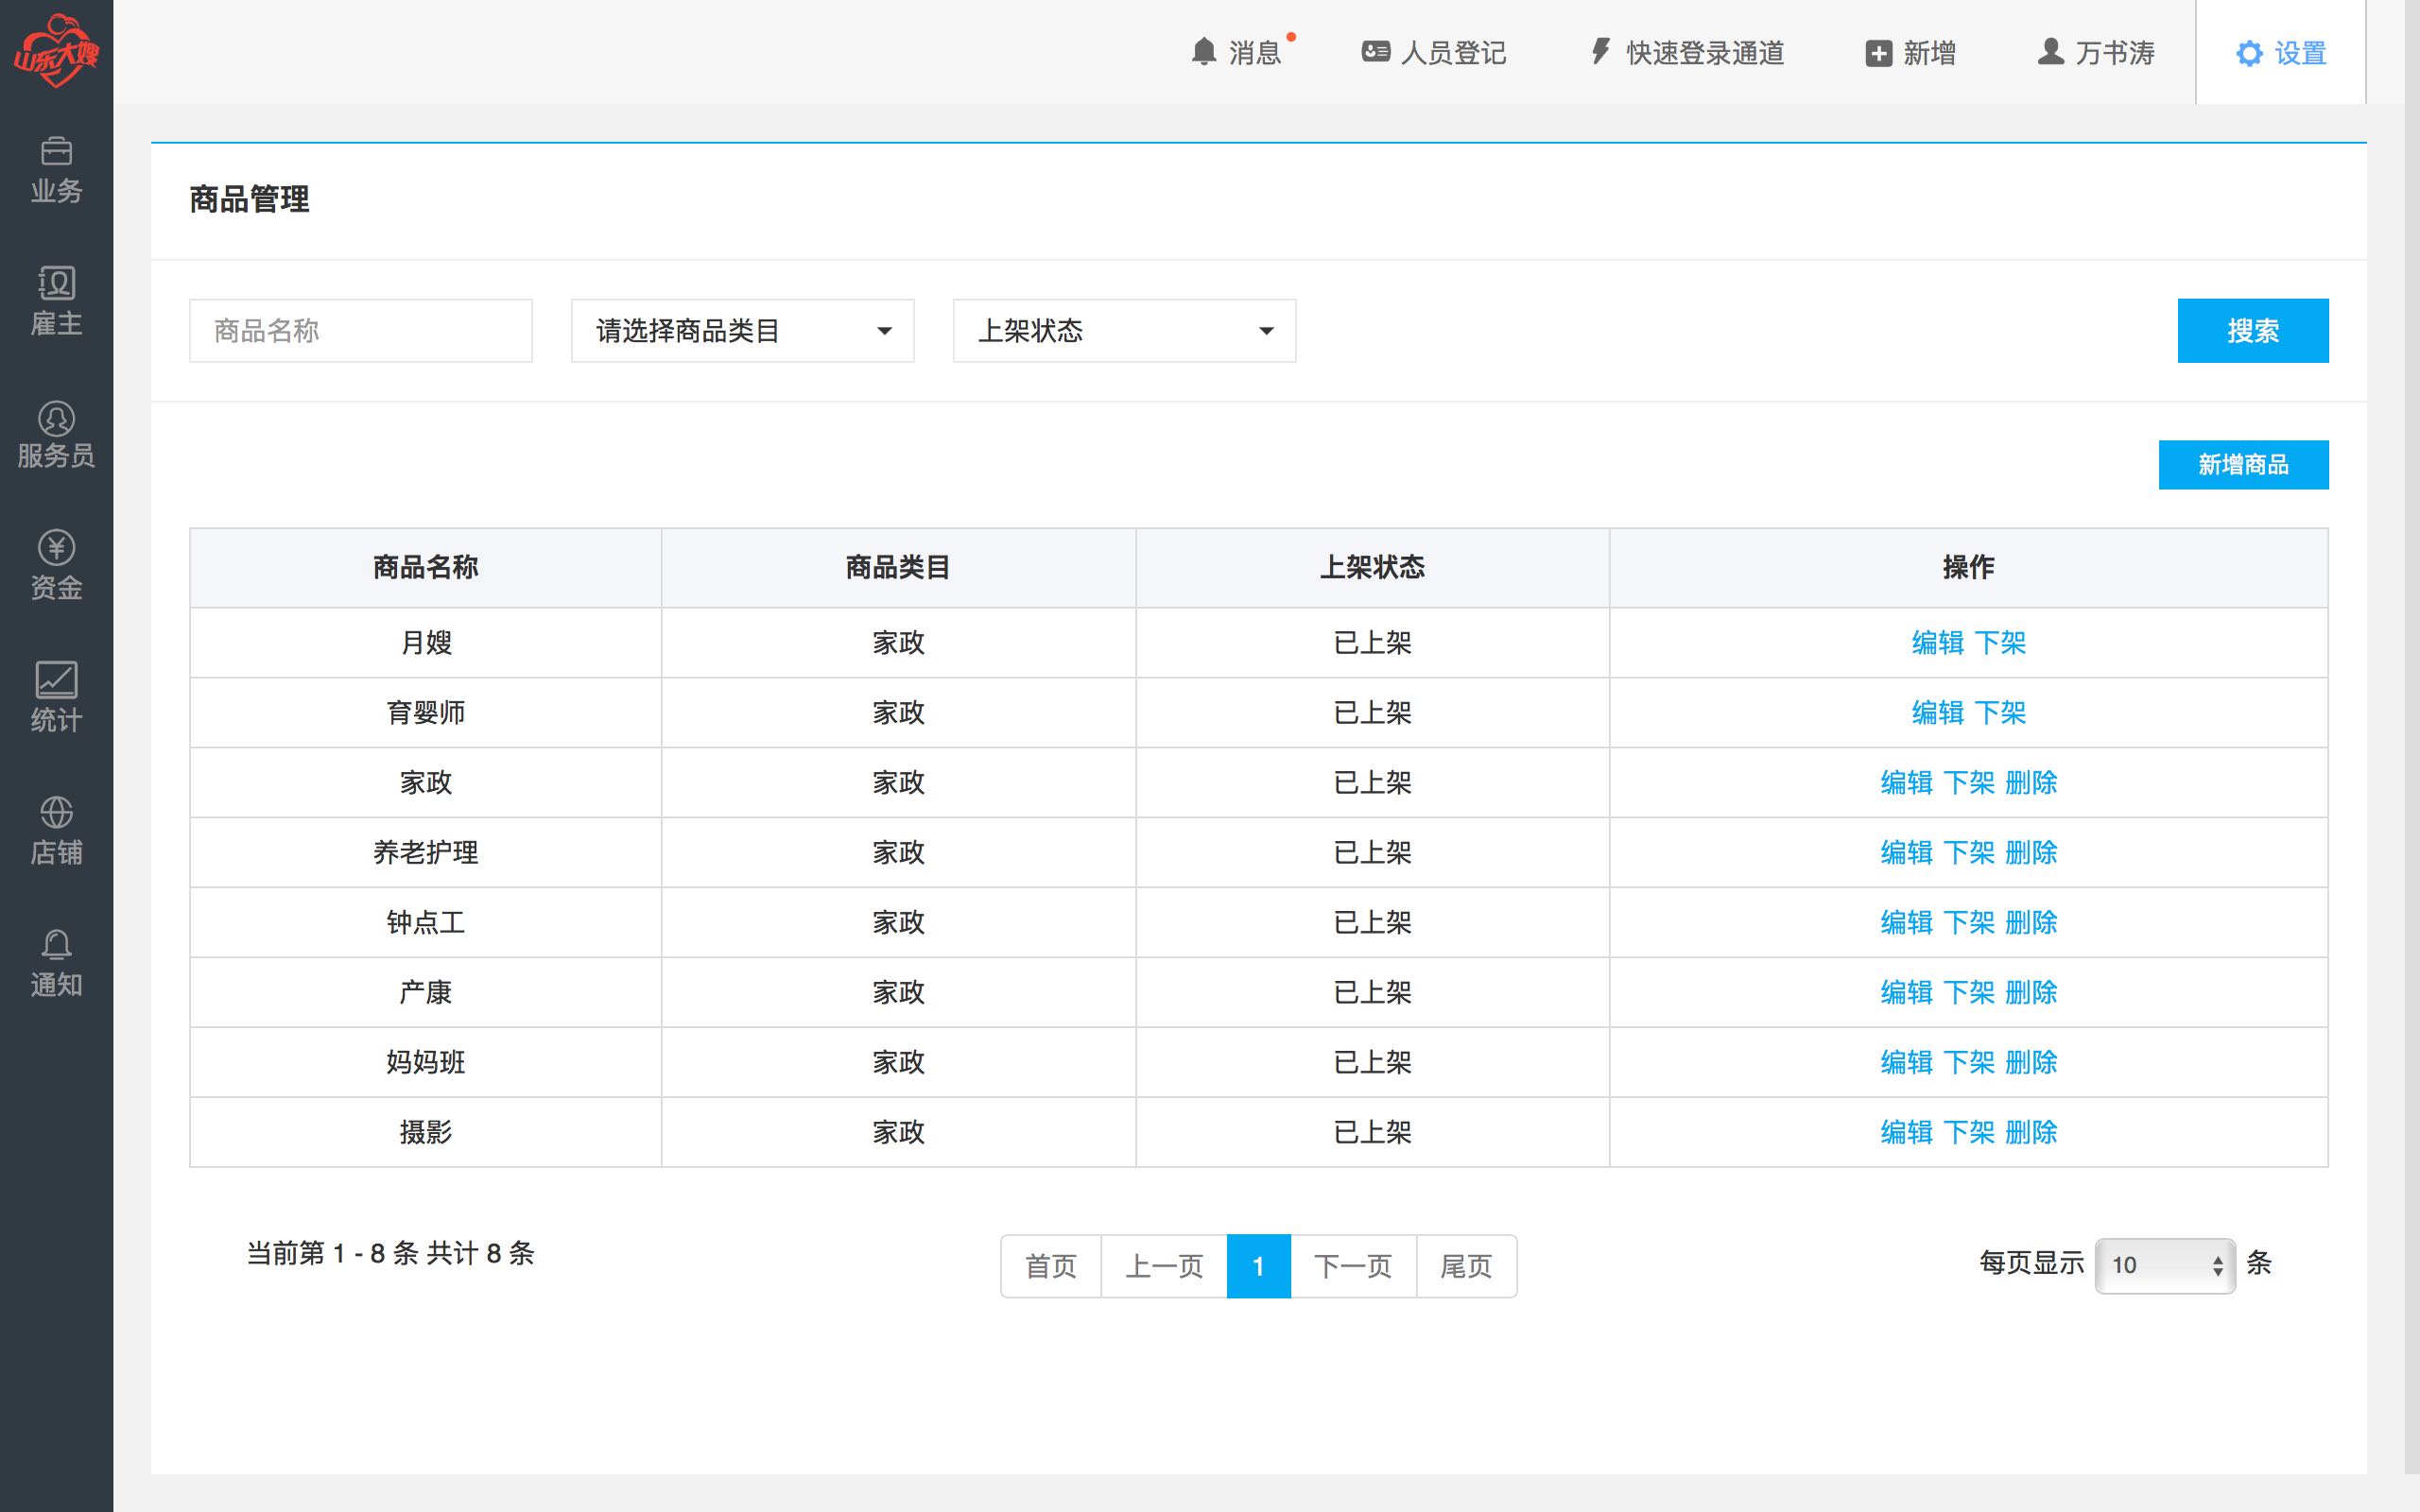 山东大嫂
消息 人员登记 快速登录通道 新增 万书涛 设置
业务
雇主
服务员
资金
统计
店铺
通知
商品管理
商品名称 请选择商品类目 上架状态 搜索
新增商品
商品名称 商品类目 上架状态 操作
月嫂 家政 已上架 编辑 下架
育婴师 家政 已上架 编辑 下架
家政 家政 已上架 编辑 下架 删除
养老护理 家政 已上架 编辑 下架 删除
钟点工 家政 已上架 编辑 下架 删除
产康 家政 已上架 编辑 下架 删除
妈妈班 家政 已上架 编辑 下架 删除
摄影 家政 已上架 编辑 下架 删除
当前第 1 - 8 条 共计 8 条 首页 上一页 1 下一页 尾页 每页显示 10 条